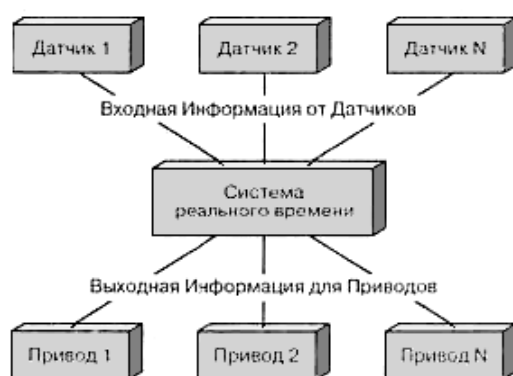 Датчик 1
Датчик 2
Датчик N
Входная Информация от Датчиков
Система
реального времени
Выходная Информация для Приводов
Привод 1
Привод 2
Привод N